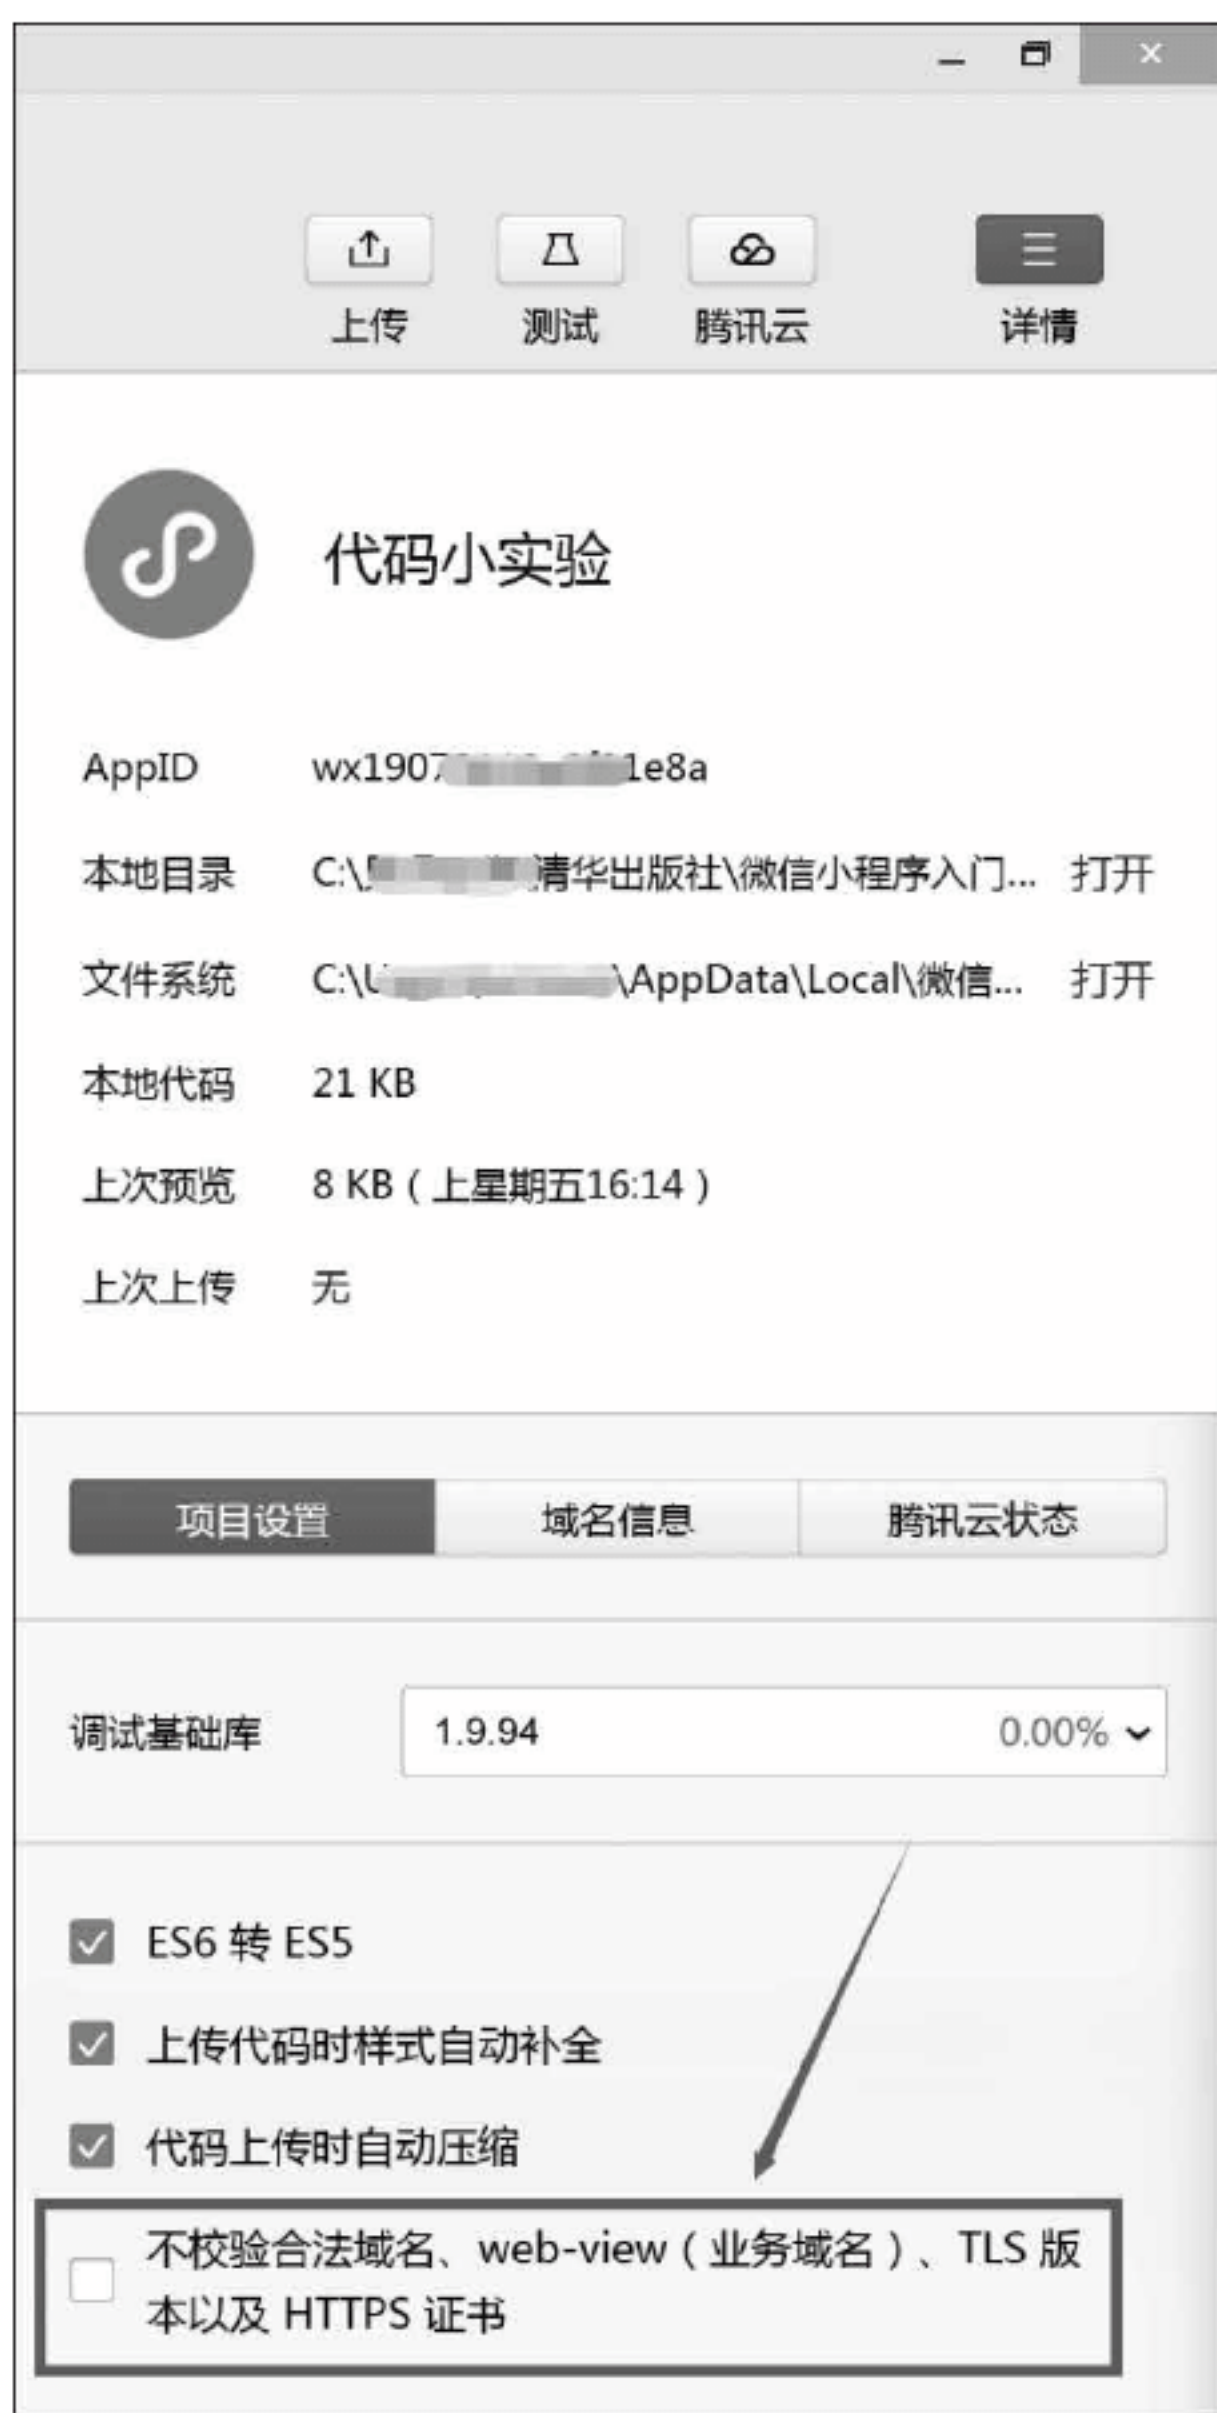 上传 测试 腾讯云 详情
代码小实验
AppID wx1907 1e8a
本地目录 C:\ 清华出版社\微信小程序入门... 打开
文件系统 C:\U \AppData\Local\微信... 打开
本地代码 21 KB
上次预览 8 KB（上星期五16:14）
上次上传 无
项目设置 域名信息 腾讯云状态
调试基础库 1.9.94 0.00%
ES6 转 ES5
上传代码时样式自动补全
代码上传时自动压缩
不校验合法域名、web-view（业务域名）、TLS 版
本以及 HTTPS 证书